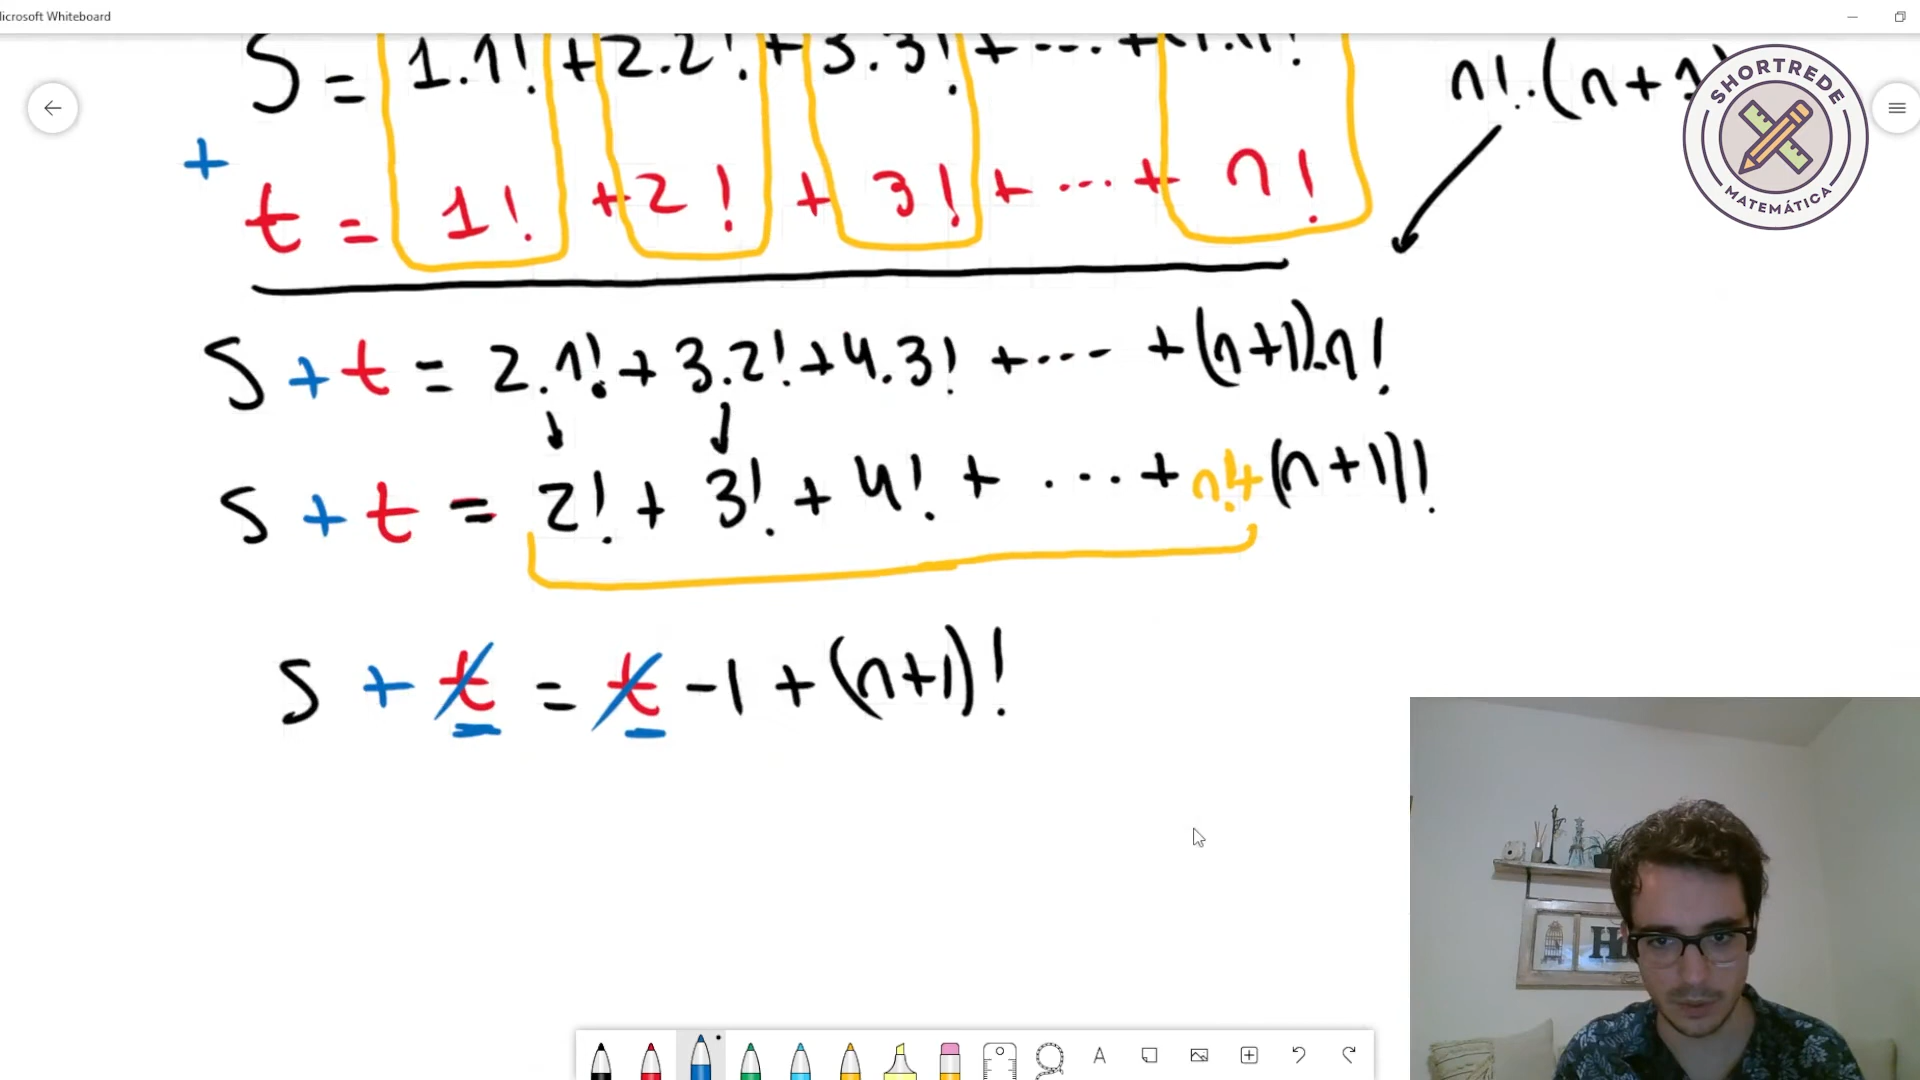 Microsoft Whiteboard
S = 1.1! + 2.2! + 3.3! + ... + n.n!
n!.(n+1)
+
t = 1! + 2! + 3! + ... + n!
S + t = 2.1! + 3.2! + 4.3! + ... + (n+1).n!
S + t = 2! + 3! + 4! + ... + n!+ (n+1)!
S + t = t -1 + (n+1)!
SHORTREDE
MATEMÁTICA
H
A